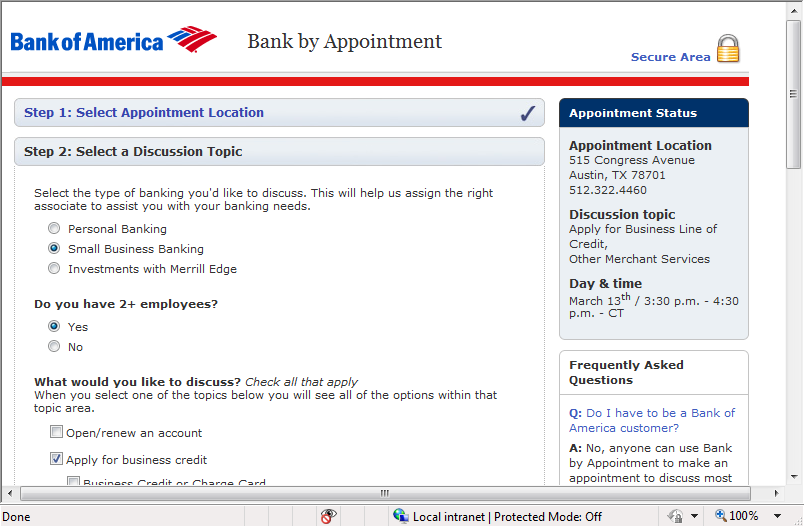 Bank of America
Bank by Appointment
Secure Area
Step 1: Select Appointment Location
Step 2: Select a Discussion Topic
Select the type of banking you'd like to discuss. This will help us assign the right
associate to assist you with your banking needs.
Personal Banking
Small Business Banking
Investments with Merrill Edge
Do you have 2+ employees?
Yes
No
What would you like to discuss? Check all that apply
When you select one of the topics below you will see all of the options within that
topic area.
Open/renew an account
Apply for business credit
Business Credit or Charge Card
Appointment Status
Appointment Location
515 Congress Avenue
Austin, TX 78701
512.322.4460
Discussion topic
Apply for Business Line of
Credit,
Other Merchant Services
Day & time
March 13th / 3:30 p.m. - 4:30
p.m. - CT
Frequently Asked
Questions
Q: Do I have to be a Bank of
America customer?
A: No, anyone can use Bank
by Appointment to make an
appointment to discuss most
Done
Local intranet | Protected Mode: Off
100%